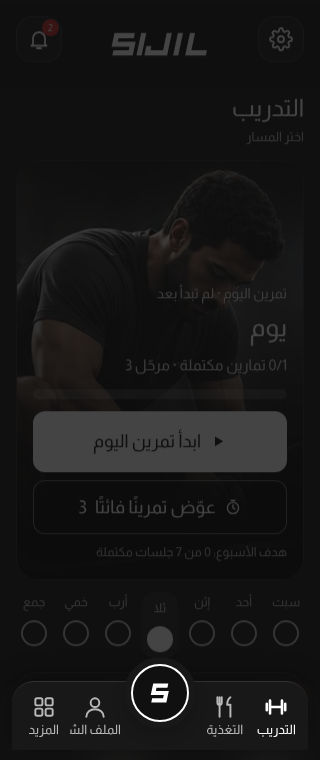 2
SIJIL
التدريب
اختر المسار
تمرين اليوم · لم تبدأ بعد
يوم
0/1 تمارين مكتملة · مرحّل 3
ابدأ تمرين اليوم
عوّض تمرينًا فائتًا 3
هدف الأسبوع، 0 من 7 جلسات مكتملة
سبت أحد إثن ثلا أرب خمي جمع
S
التدريب التغذية الملف الش المزيد